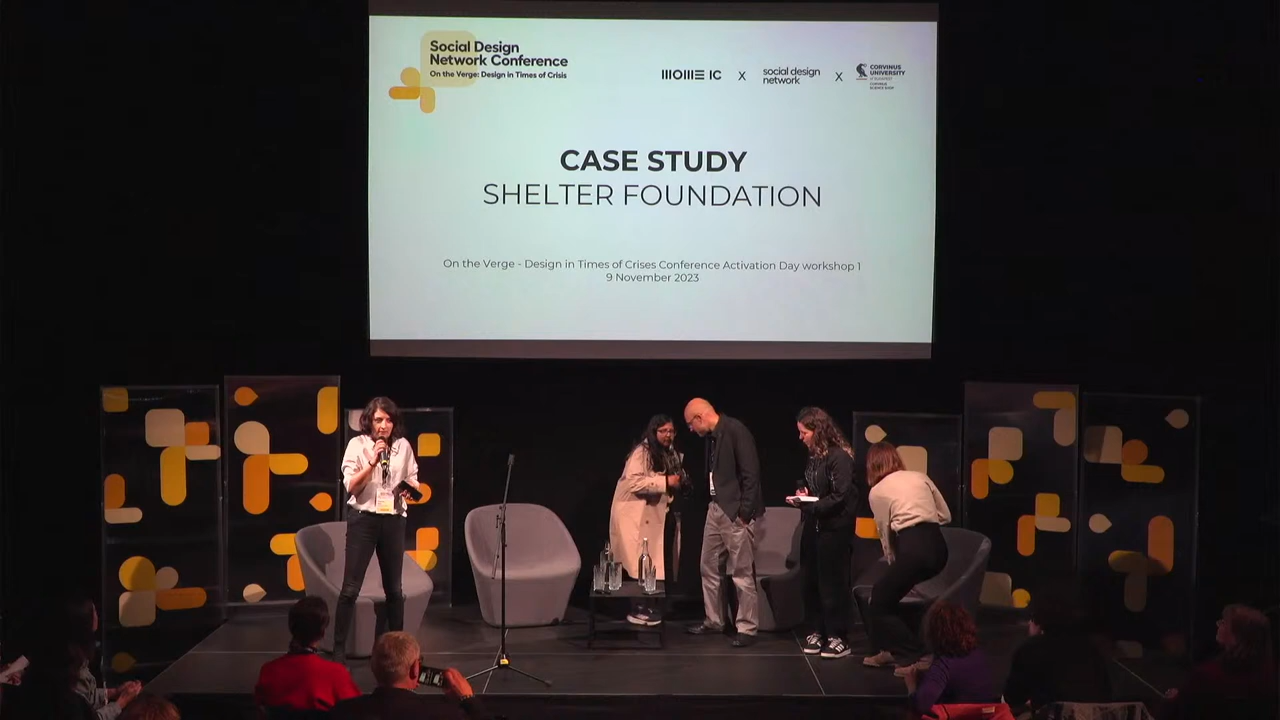 Social Design
Network Conference
On the Verge: Design in Times of Crisis
MOME IC X social design network X CORVINUS UNIVERSITY
CASE STUDY
SHELTER FOUNDATION
On the Verge - Design in Times of Crises Conference Activation Day workshop 1
9 November 2023